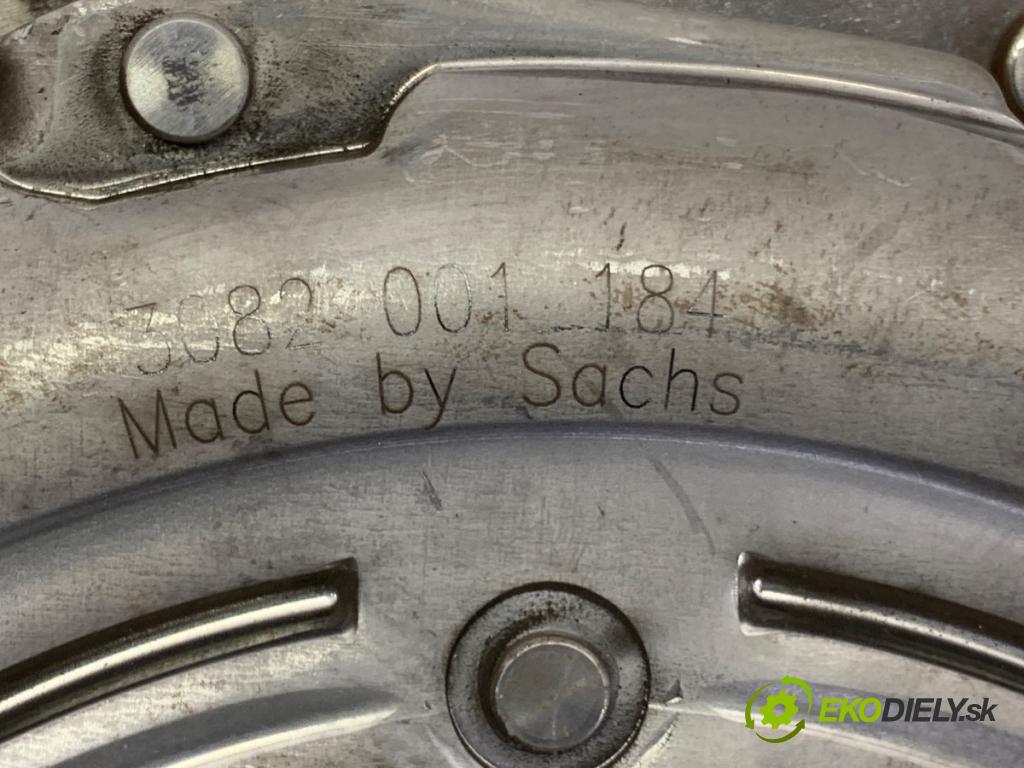 3082 001 184
Made by Sachs
EKODIELY.sk